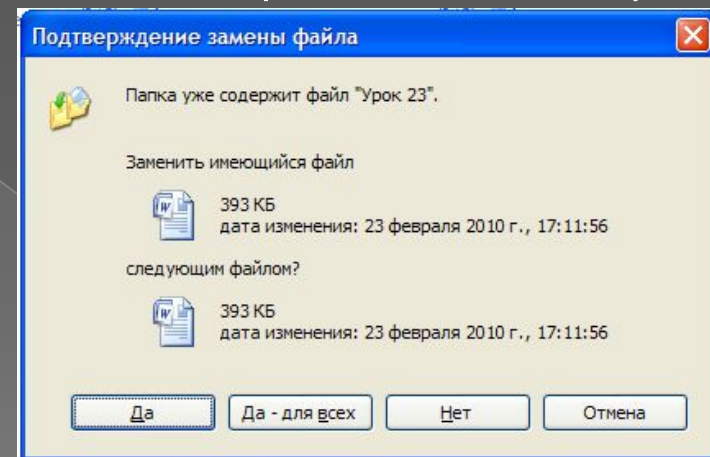 Подтверждение замены файла
Папка уже содержит файл "Урок 23".
Заменить имеющийся файл
393 КБ
дата изменения: 23 февраля 2010 г., 17:11:56
следующим файлом?
393 КБ
дата изменения: 23 февраля 2010 г., 17:11:56
Да
Да - для всех
Нет
Отмена